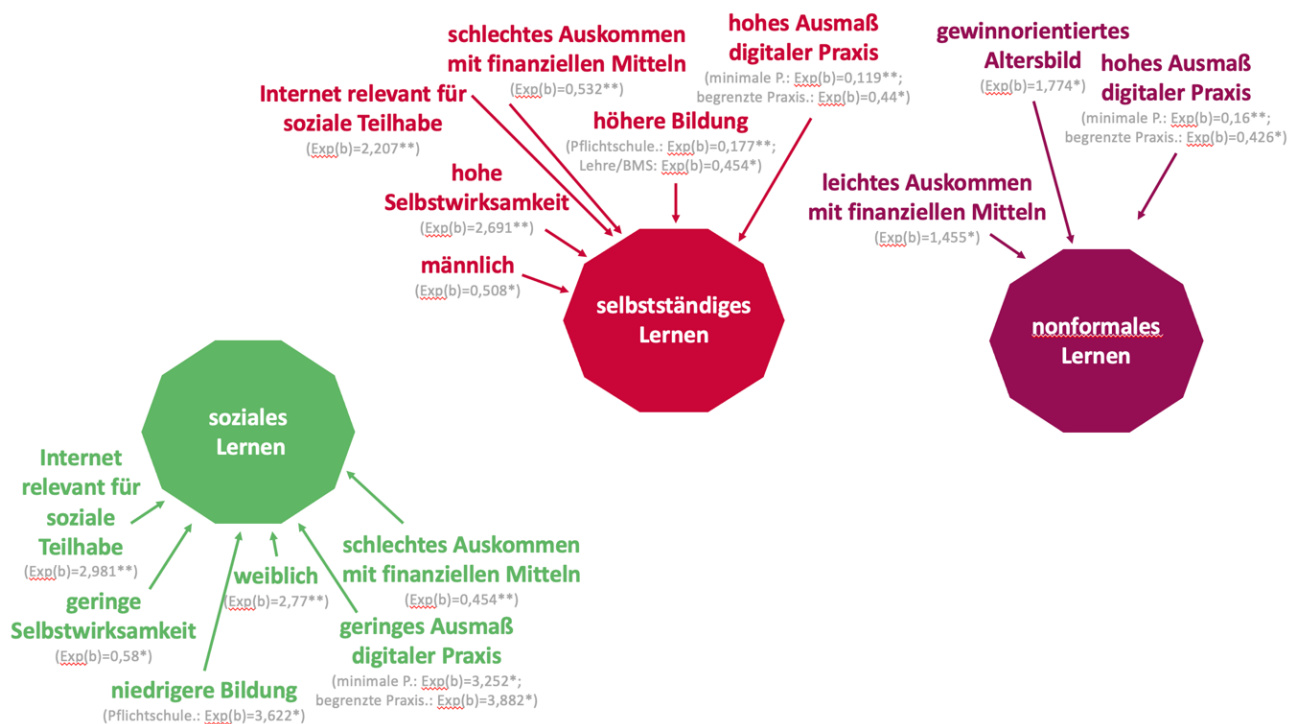 schlechtes Auskommen
mit finanziellen Mitteln
(Exp(b)=0,532**)
Internet relevant für
soziale Teilhabe
(Exp(b)=2,207**)
hohes Ausmaß
digitaler Praxis
(minimale P.: Exp(b)=0,119**;
begrenzte Praxis.: Exp(b)=0,44*)
höhere Bildung
(Pflichtschule.: Exp(b)=0,177**;
Lehre/BMS: Exp(b)=0,454*)
hohe
Selbstwirksamkeit
(Exp(b)=2,691**)
männlich
(Exp(b)=0,508*)
selbstständiges
Lernen
gewinnorientiertes
Altersbild
(Exp(b)=1,774*)
hohes Ausmaß
digitaler Praxis
(minimale P.: Exp(b)=0,16**;
begrenzte Praxis.: Exp(b)=0,426*)
leichtes Auskommen
mit finanziellen Mitteln
(Exp(b)=1,455*)
nonformales
Lernen
soziales
Lernen
Internet
relevant für
soziale
Teilhabe
(Exp(b)=2,981**)
geringe
Selbstwirksamkeit
(Exp(b)=0,58*)
niedrigere Bildung
(Pflichtschule.: Exp(b)=3,622*)
weiblich
(Exp(b)=2,77**)
geringes Ausmaß
digitaler Praxis
(minimale P.: Exp(b)=3,252*;
begrenzte Praxis.: Exp(b)=3,882*)
schlechtes Auskommen
mit finanziellen Mitteln
(Exp(b)=0,454**)